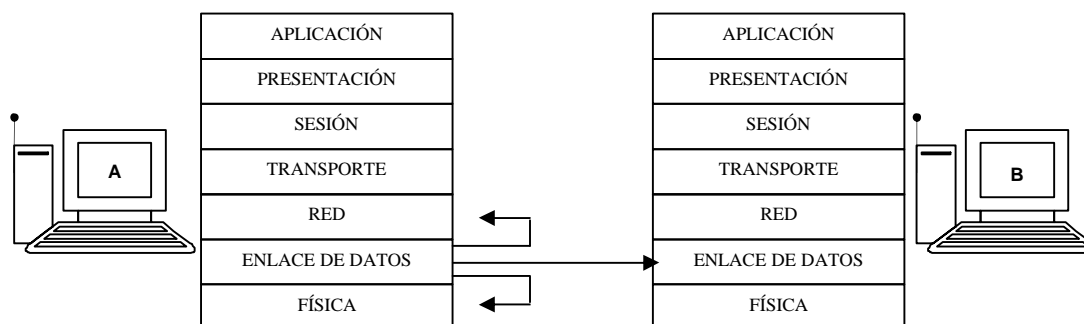 APLICACIÓN
PRESENTACIÓN
SESIÓN
TRANSPORTE
RED
ENLACE DE DATOS
FÍSICA
A
APLICACIÓN
PRESENTACIÓN
SESIÓN
TRANSPORTE
RED
ENLACE DE DATOS
FÍSICA
B